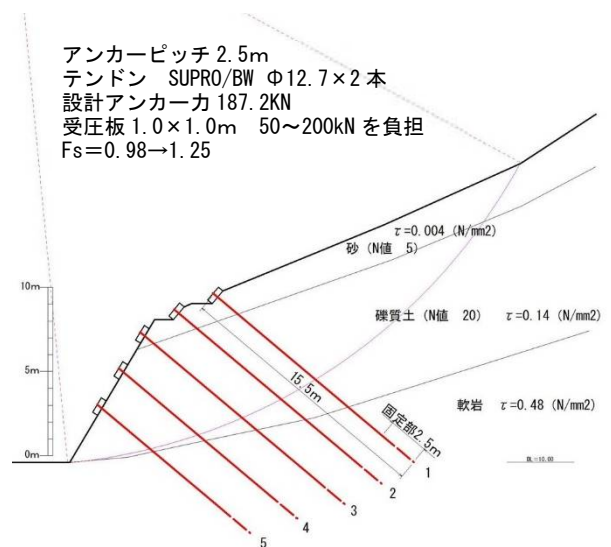 アンカーピッチ 2.5m
テンドン SUPRO/BW Φ12.7×2 本
設計アンカー力 187.2KN
受圧板 1.0×1.0m 50～200kN を負担
Fs＝0.98→1.25
τ=0.004 (N/mm2)
砂 (N値 5)
10m
礫質土 (N値 20) τ=0.14 (N/mm2)
5m
15.5m
軟岩 τ=0.48 (N/mm2)
固定部2.5m
0m
DL=10.00
1
2
3
4
5